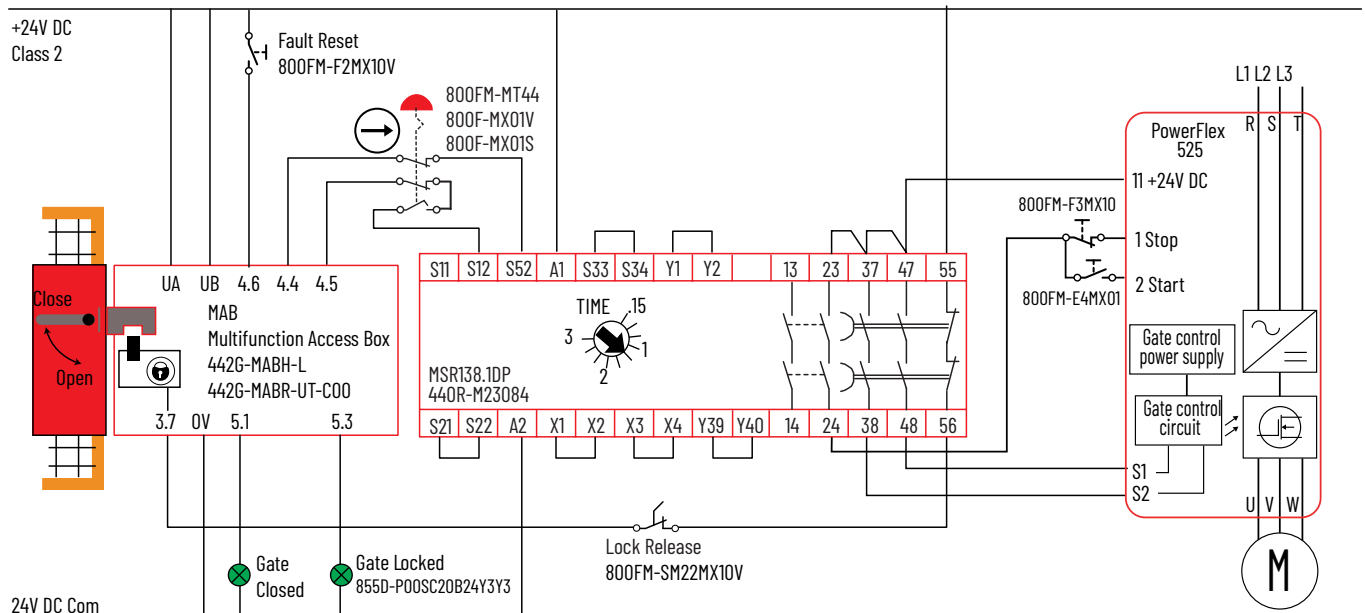 +24V DC
Class 2
Fault Reset
800FM-F2MX10V
800FM-MT44
800F-MX01V
800F-MX01S
L1 L2 L3
R S T
PowerFlex
525
11 +24V DC
800FM-F3MX10
1 Stop
2 Start
800FM-E4MX01
Close
Open
UA UB 4.6 4.4 4.5
MAB
Multifunction Access Box
442G-MABH-L
442G-MABR-UT-C00
3.7 0V 5.1 5.3
S11 S12 S52 A1 S33 S34 Y1 Y2 13 23 37 47 55
TIME
.15
3
1
2
MSR138.1DP
440R-M23084
S21 S22 A2 X1 X2 X3 X4 Y39 Y40 14 24 38 48 56
Gate control
power supply
Gate control
circuit
S1
S2
U V W
M
Lock Release
800FM-SM22MX10V
Gate
Closed
Gate Locked
855D-P00SC20B24Y3Y3
24V DC Com